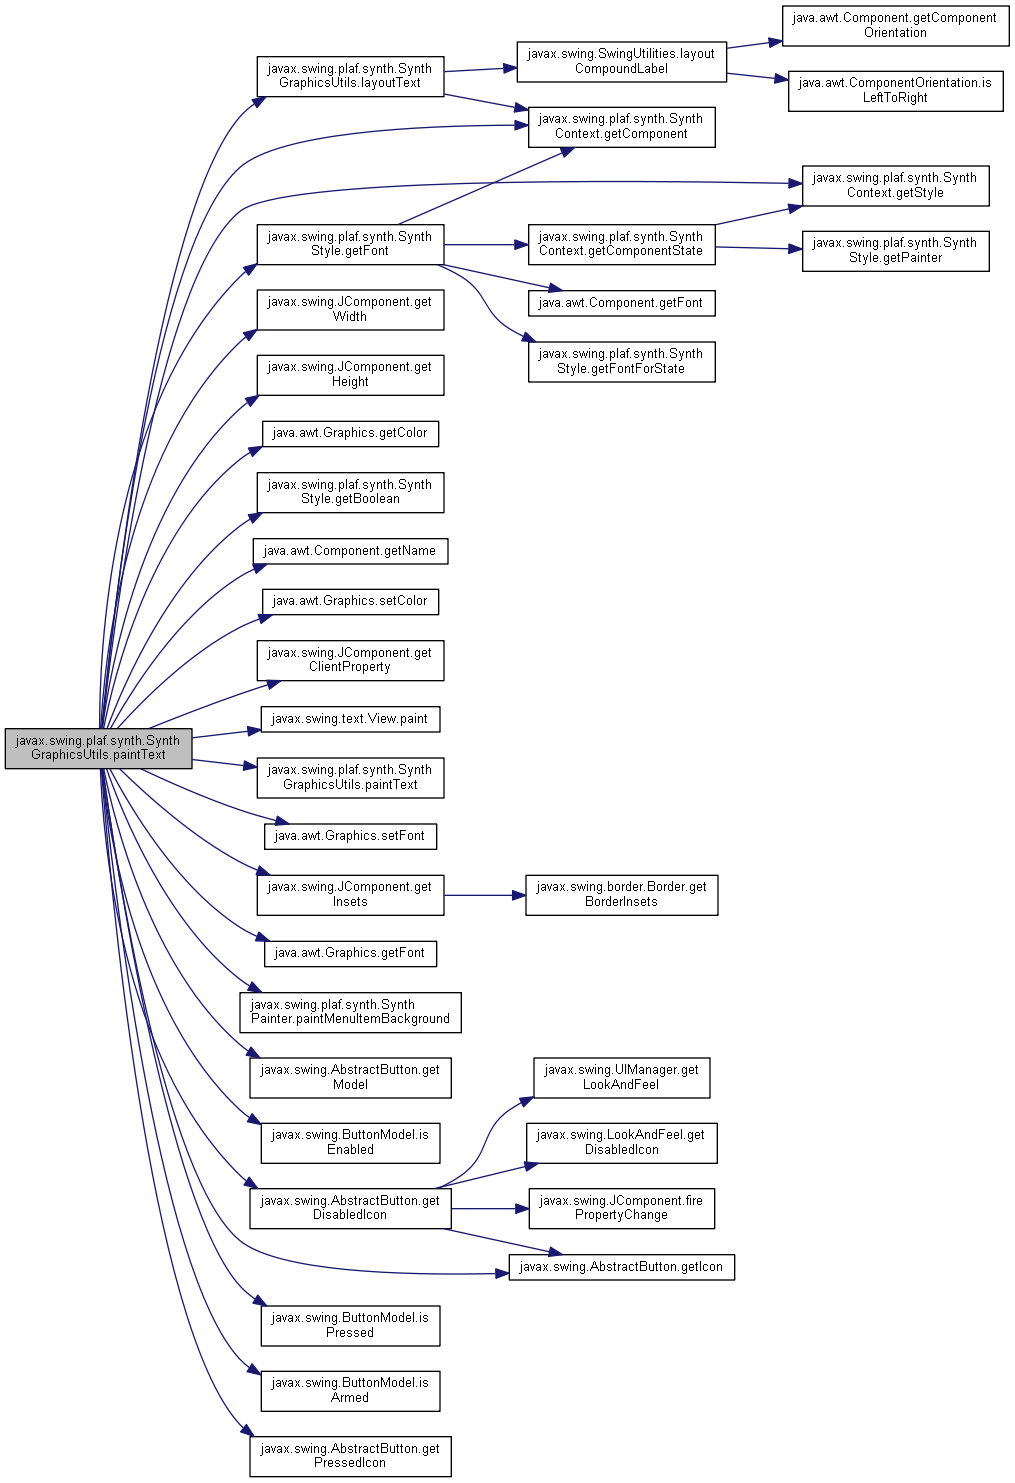 java.awt.Component.getComponent
Orientation
javax.swing.SwingUtilities.layout
CompoundLabel
javax.swing.plaf.synth.Synth
GraphicsUtils.layoutText
java.awt.ComponentOrientation.is
LeftToRight
javax.swing.plaf.synth.Synth
Context.getComponent
javax.swing.plaf.synth.Synth
Context.getStyle
javax.swing.plaf.synth.Synth
Style.getFont
javax.swing.plaf.synth.Synth
Context.getComponentState
javax.swing.plaf.synth.Synth
Style.getPainter
javax.swing.JComponent.get
Width
java.awt.Component.getFont
javax.swing.plaf.synth.Synth
Style.getFontForState
javax.swing.JComponent.get
Height
java.awt.Graphics.getColor
javax.swing.plaf.synth.Synth
Style.getBoolean
java.awt.Component.getName
java.awt.Graphics.setColor
javax.swing.JComponent.get
ClientProperty
javax.swing.text.View.paint
javax.swing.plaf.synth.Synth
GraphicsUtils.paintText
javax.swing.plaf.synth.Synth
GraphicsUtils.paintText
java.awt.Graphics.setFont
javax.swing.JComponent.get
Insets
javax.swing.border.Border.get
BorderInsets
java.awt.Graphics.getFont
javax.swing.plaf.synth.Synth
Painter.paintMenuItemBackground
javax.swing.AbstractButton.get
Model
javax.swing.UIManager.get
LookAndFeel
javax.swing.ButtonModel.is
Enabled
javax.swing.LookAndFeel.get
DisabledIcon
javax.swing.AbstractButton.get
DisabledIcon
javax.swing.JComponent.fire
PropertyChange
javax.swing.AbstractButton.getIcon
javax.swing.ButtonModel.is
Pressed
javax.swing.ButtonModel.is
Armed
javax.swing.AbstractButton.get
PressedIcon